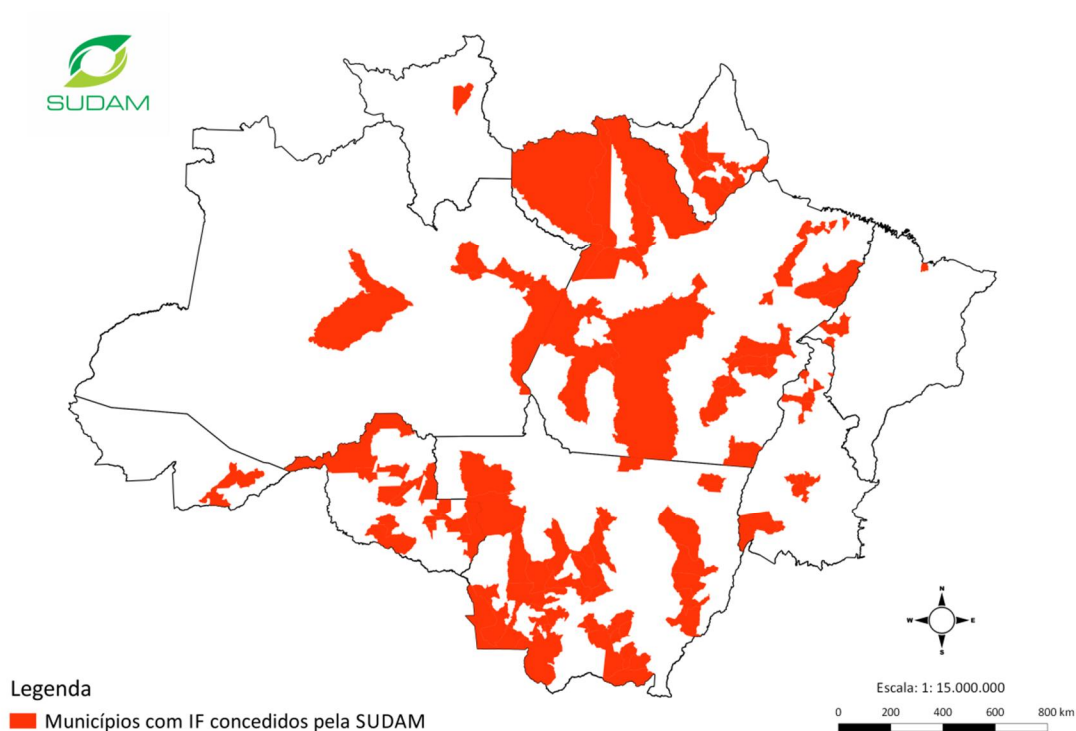 SUDAM
N
W
E
S
Legenda
Municípios com IF concedidos pela SUDAM
Escala: 1: 15.000.000
0 200 400 600 800 km